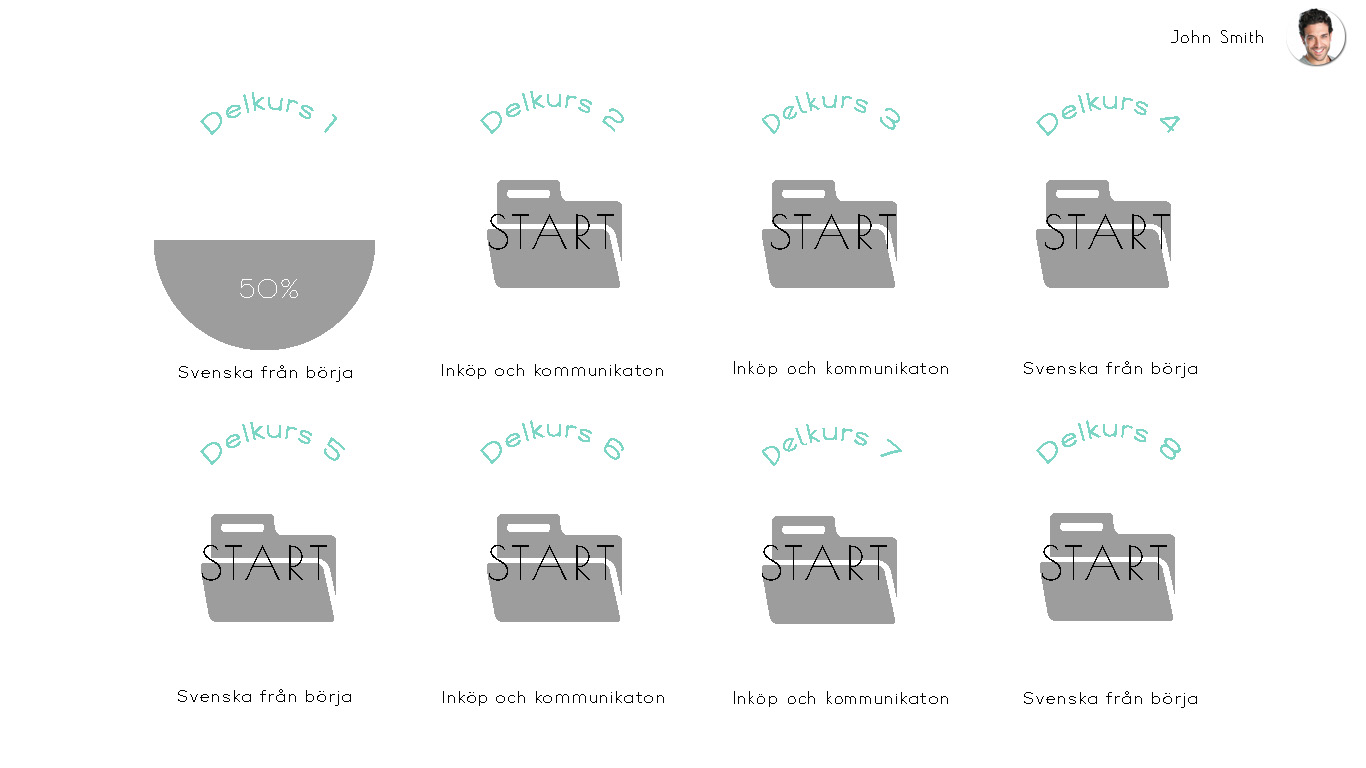 John Smith
Delkurs 1
Delkurs 2
Delkurs 3
Delkurs 4
50%
START
START
START
Svenska från börja
Inköp och kommunikaton
Inköp och kommunikaton
Svenska från börja
Delkurs 5
Delkurs 6
Delkurs 7
Delkurs 8
START
START
START
START
Svenska från börja
Inköp och kommunikaton
Inköp och kommunikaton
Svenska från börja